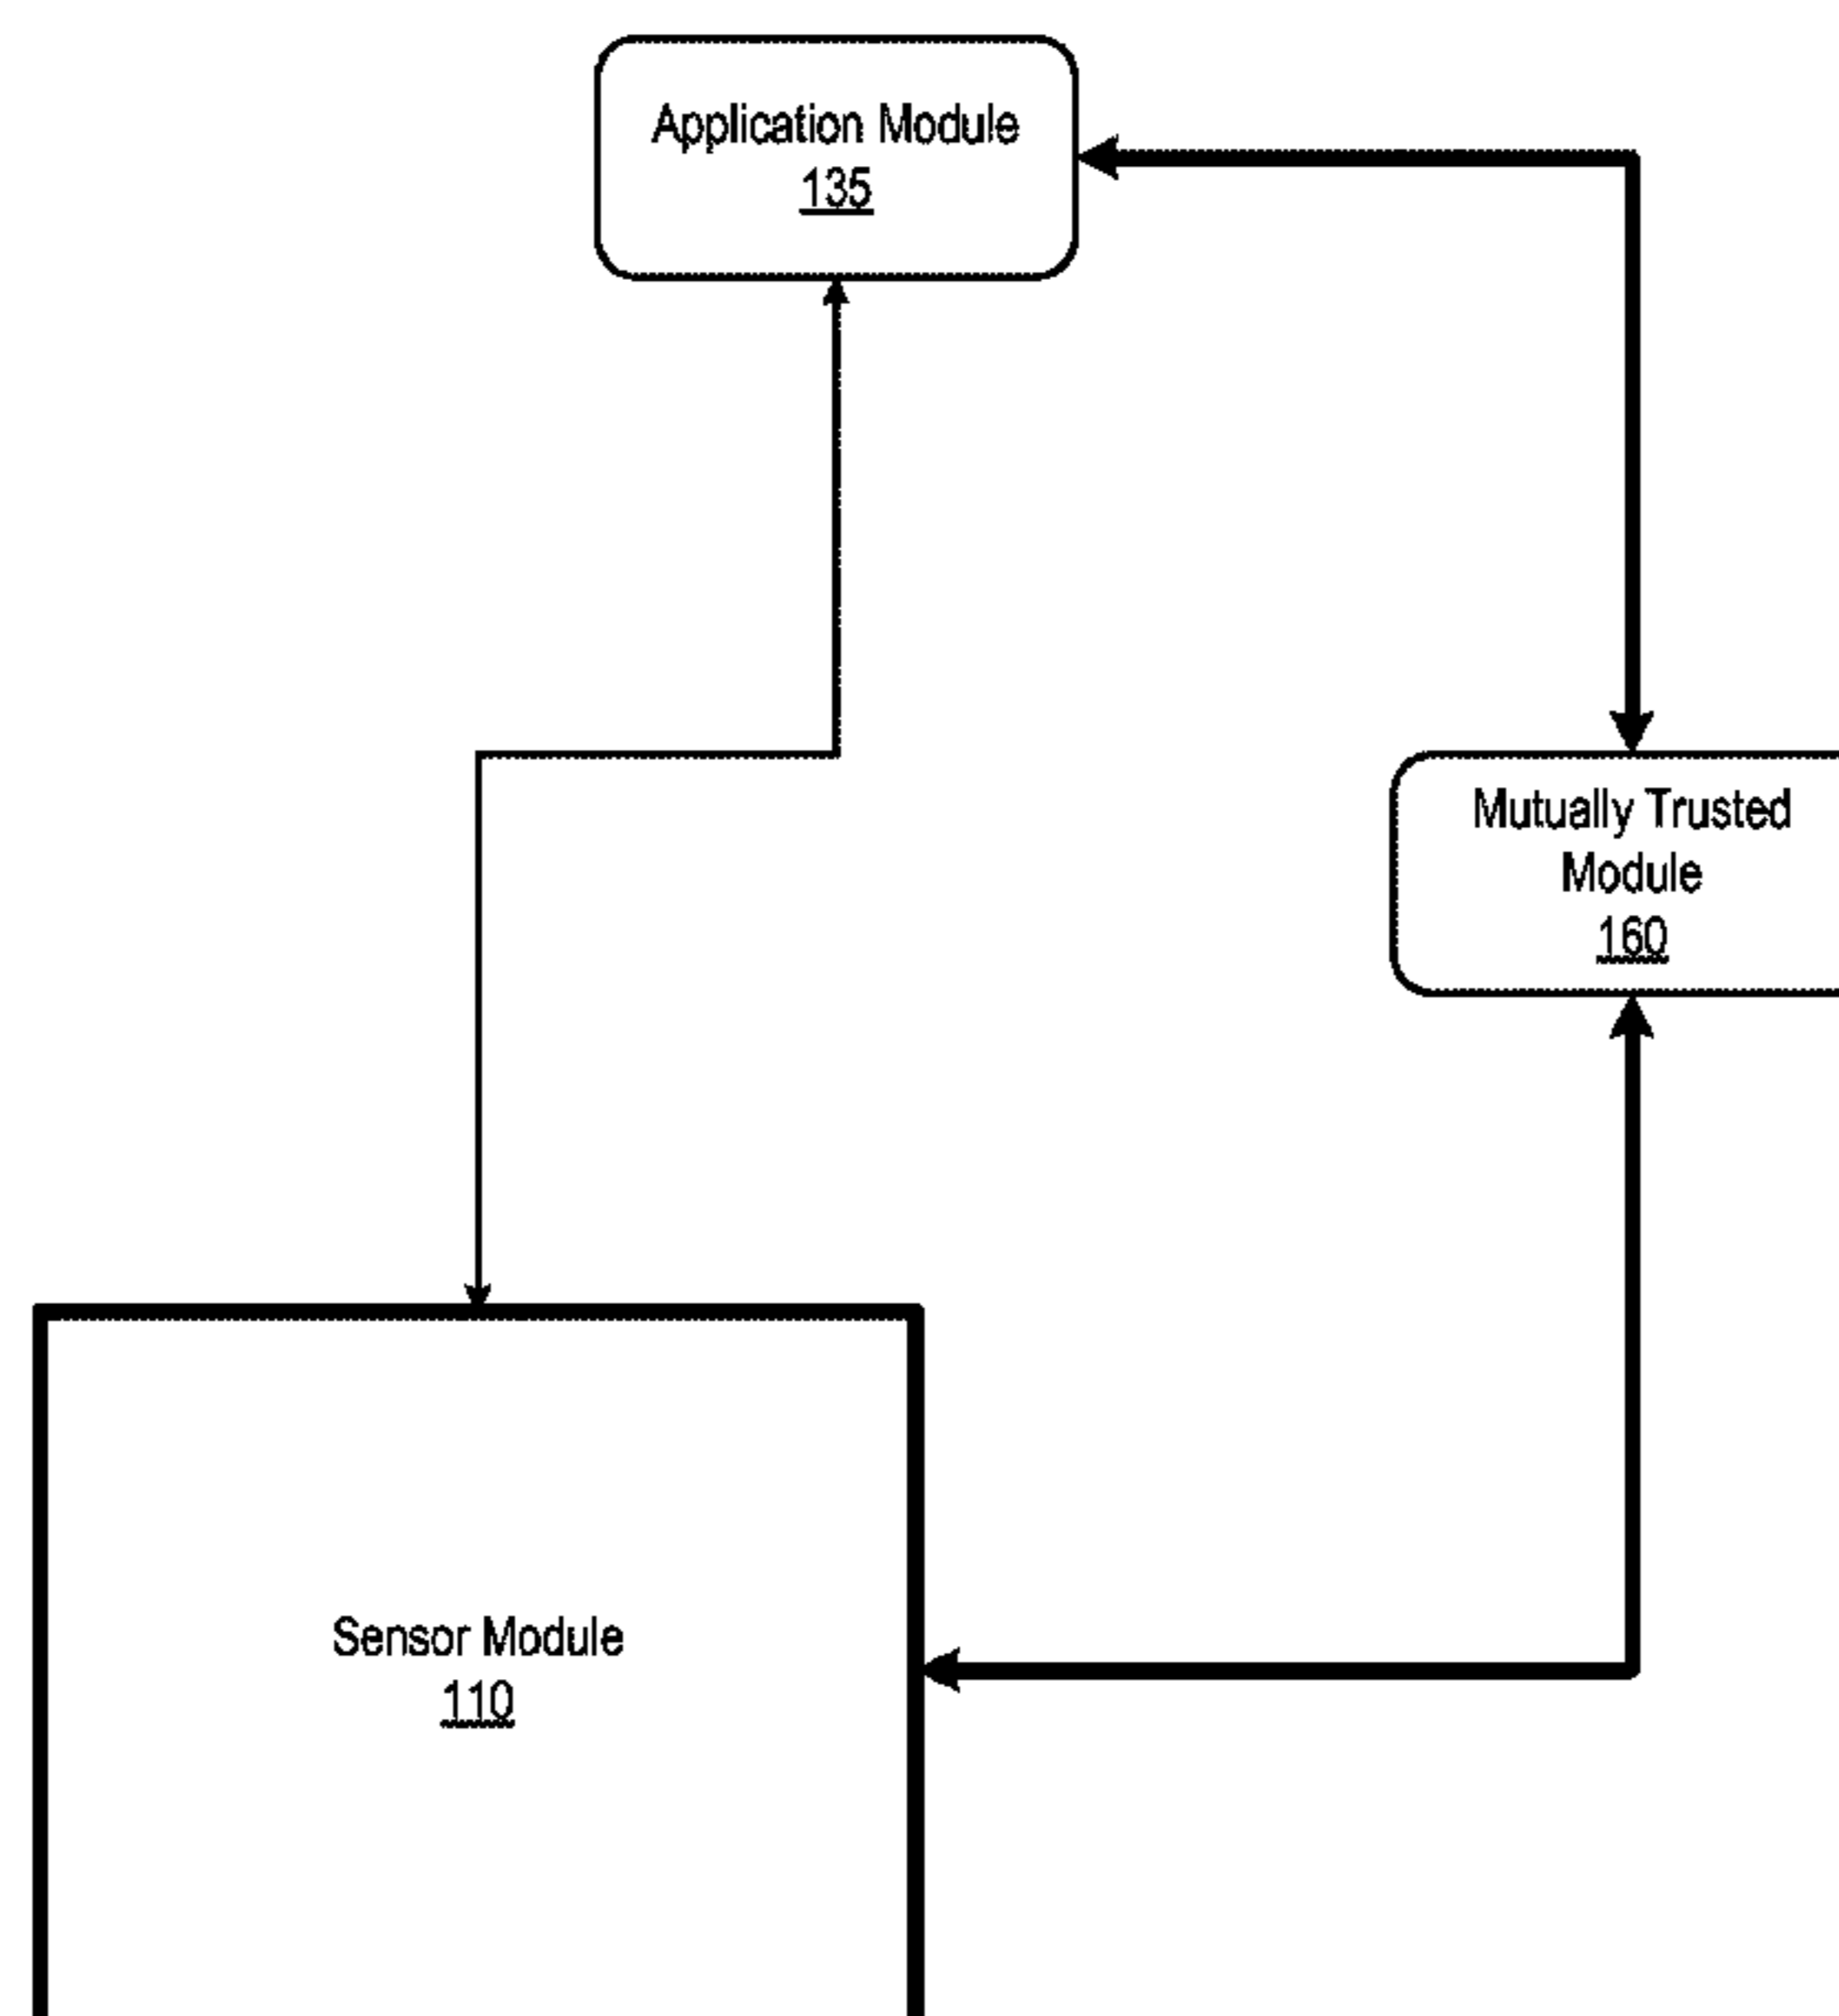 Application Module
135
Mutually Trusted
Module
160
Sensor Module
110